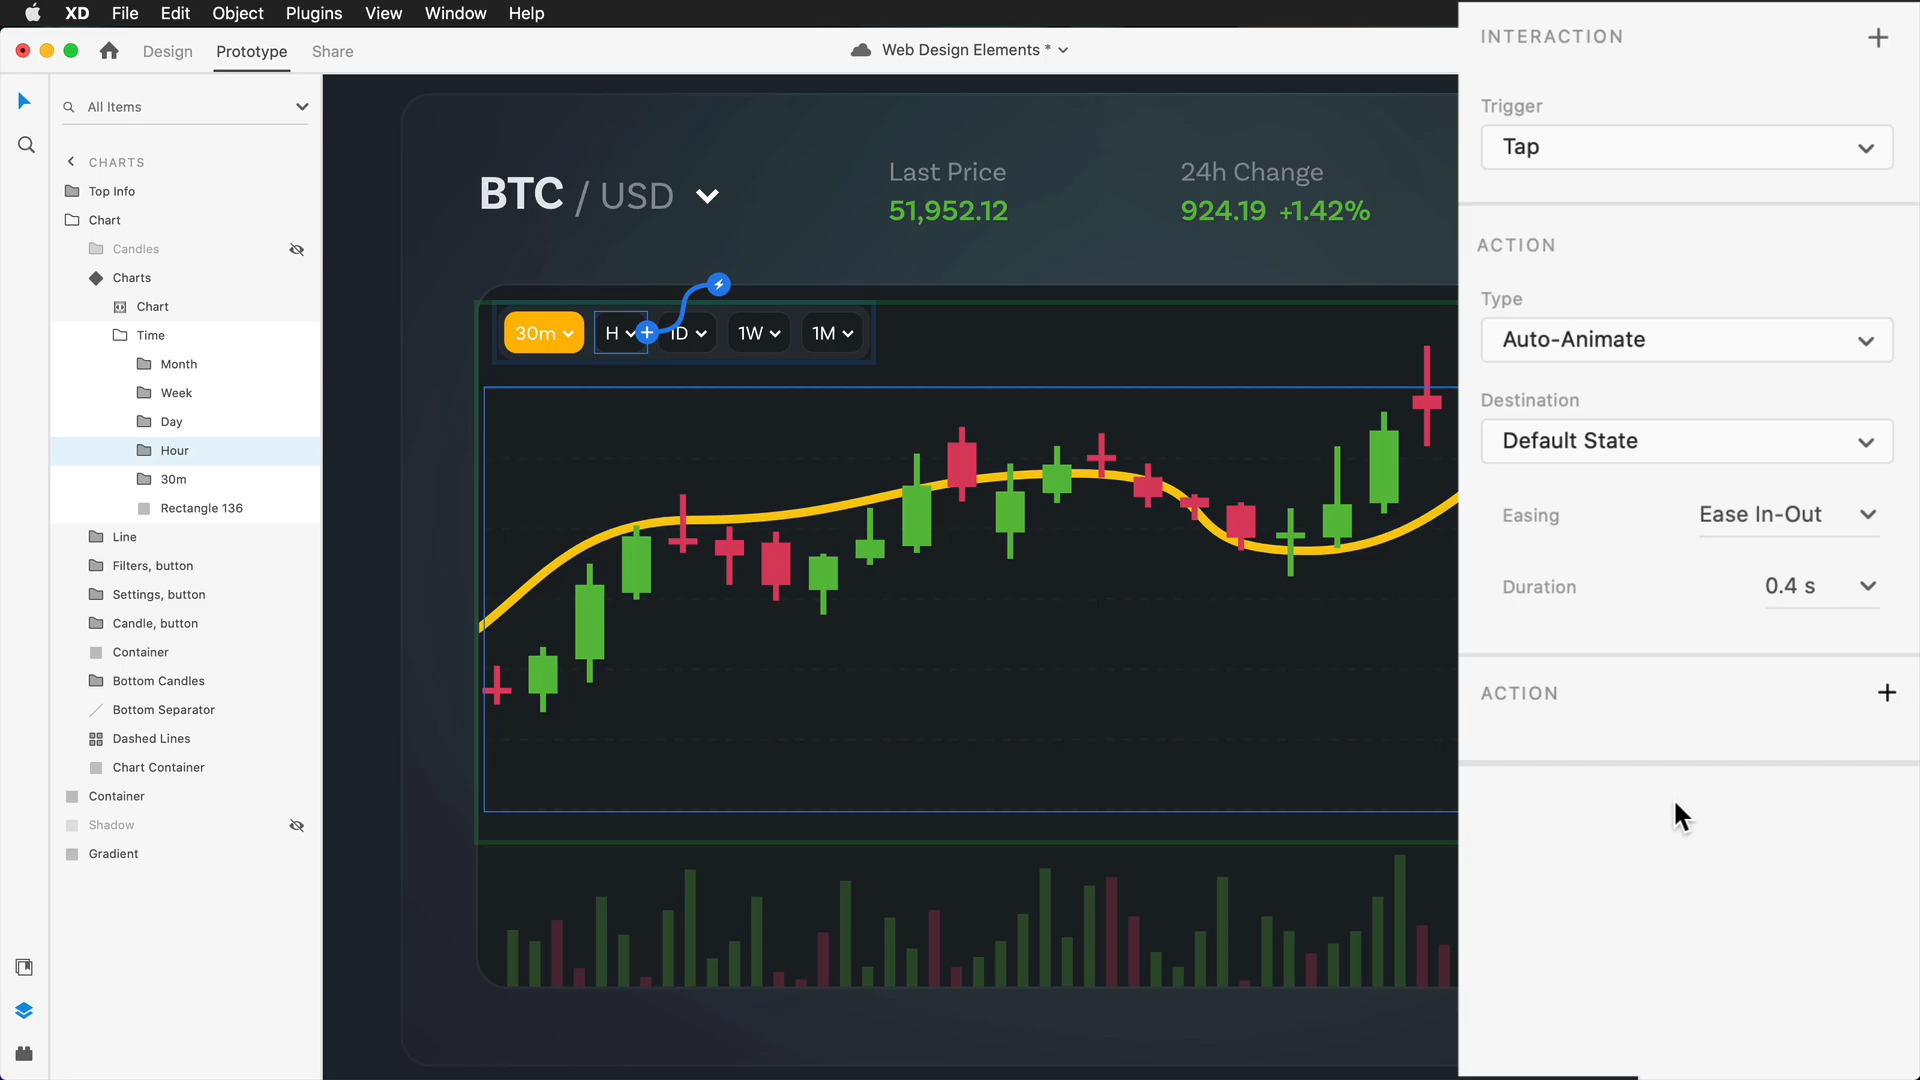 XD File Edit Object Plugins View Window Help
Design Prototype Share
Web Design Elements *
All Items
CHARTS
Top Info
Chart
Candles
Charts
Chart
Time
Month
Week
Day
Hour
30m
Rectangle 136
Line
Filters, button
Settings, button
Candle, button
Container
Bottom Candles
Bottom Separator
Dashed Lines
Chart Container
Container
Shadow
Gradient
BTC / USD
Last Price
51,952.12
24h Change
924.19 +1.42%
30m H 1D 1W 1M
INTERACTION
Trigger
Tap
ACTION
Type
Auto-Animate
Destination
Default State
Easing Ease In-Out
Duration 0.4 s
ACTION